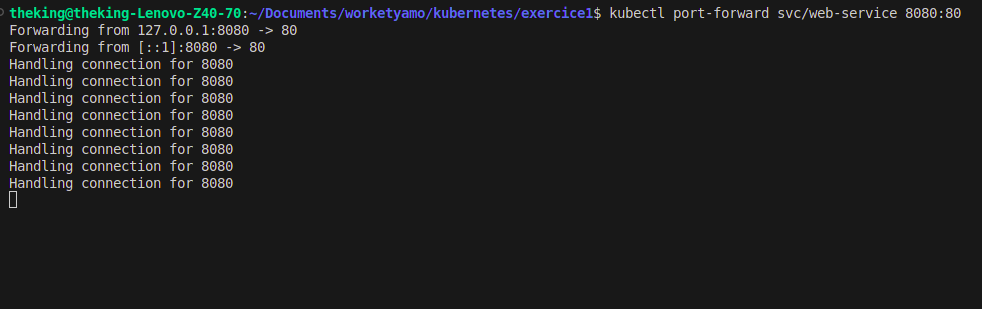 theking@theking-Lenovo-Z40-70:~/Documents/worketyamo/kubernetes/exercice1$ kubectl port-forward svc/web-service 8080:80
Forwarding from 127.0.0.1:8080 -> 80
Forwarding from [::1]:8080 -> 80
Handling connection for 8080
Handling connection for 8080
Handling connection for 8080
Handling connection for 8080
Handling connection for 8080
Handling connection for 8080
Handling connection for 8080
Handling connection for 8080